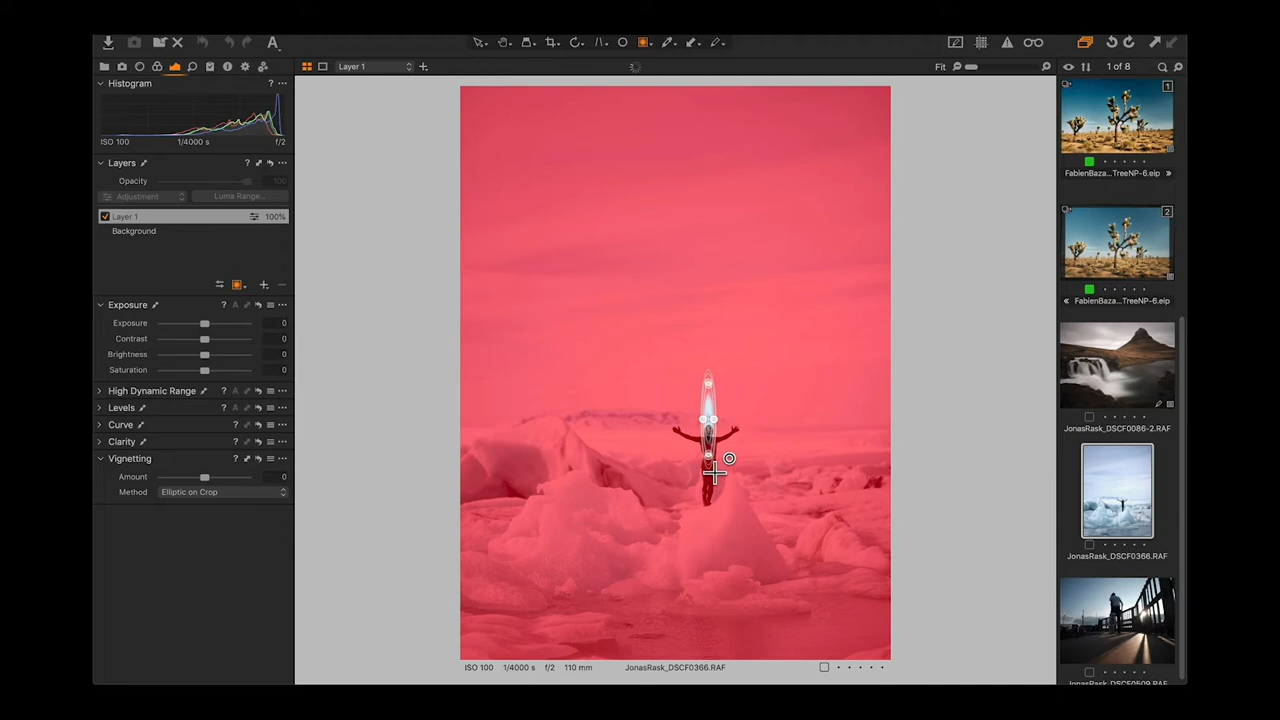 A
Layer 1
Fit
1 of 8
Histogram
?
ISO 100
1/4000 s
f/2
Layers
?
Opacity
100
Adjustment
Luma Range...
Layer 1
100%
Background
Exposure
? A
Exposure
0
Contrast
0
Brightness
0
Saturation
0
High Dynamic Range
? A
Levels
? A
Curve
? A
Clarity
? A
Vignetting
?
Amount
0
Method
Elliptic on Crop
ISO 100
1/4000 s
f/2
110 mm
JonasRask_DSCF0366.RAF
1
FabienBaza...TreeNP-6.eip
2
FabienBaza...TreeNP-6.eip
JonasRask_DSCF0086-2.RAF
JonasRask_DSCF0366.RAF
JonasRask_DSCF0509.RAF